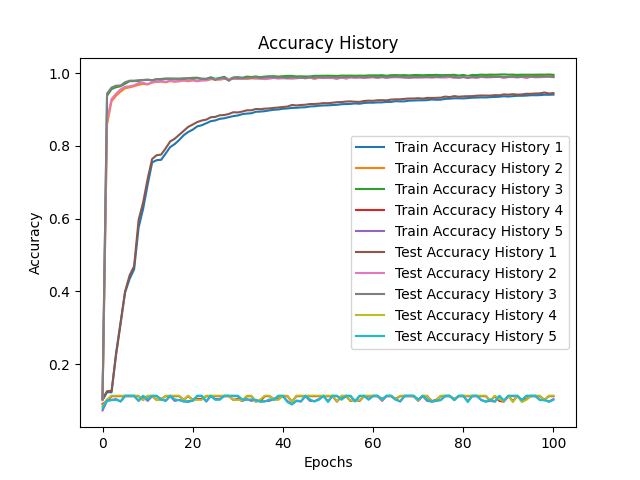 Accuracy History
1.0
0.8
0.6
0.4
0.2
Accuracy
Train Accuracy History 1
Train Accuracy History 2
Train Accuracy History 3
Train Accuracy History 4
Train Accuracy History 5
Test Accuracy History 1
Test Accuracy History 2
Test Accuracy History 3
Test Accuracy History 4
Test Accuracy History 5
0 20 40 60 80 100
Epochs